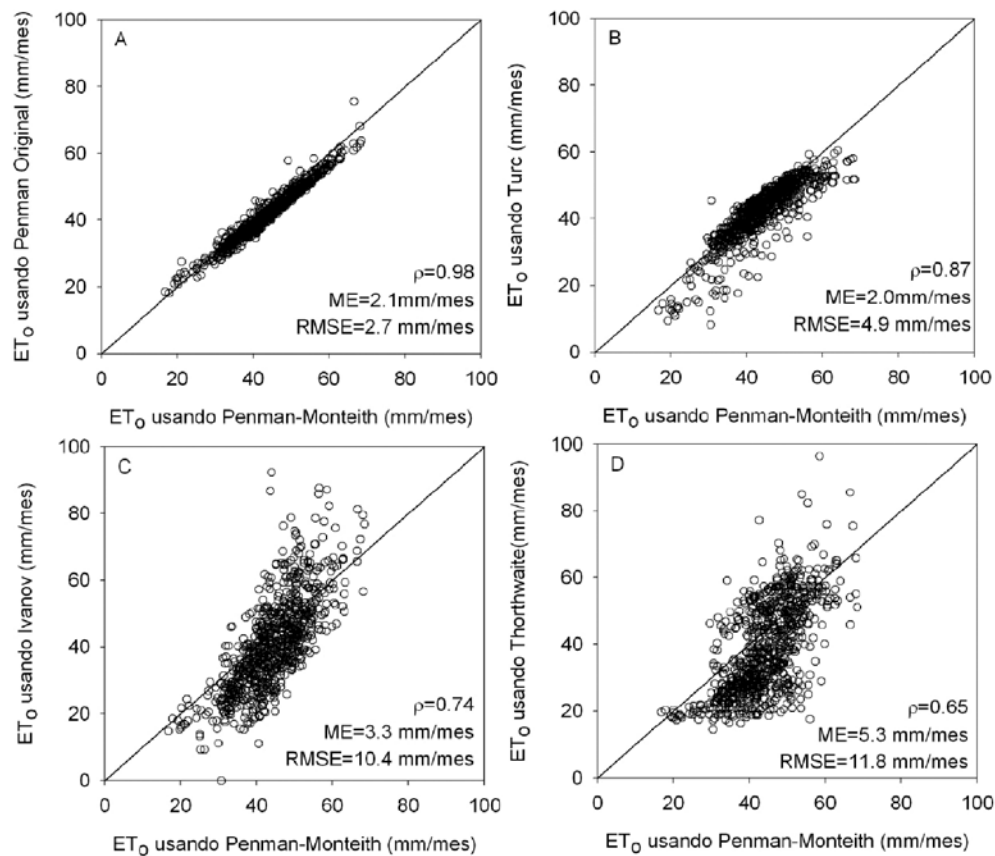 A
ETO usando Penman Original (mm/mes)
100
80
60
40
20
0
ρ=0.98
ME=2.1mm/mes
RMSE=2.7 mm/mes
0 20 40 60 80 100
ETO usando Penman-Monteith (mm/mes)
B
ETO usando Turc (mm/mes)
100
80
60
40
20
0
ρ=0.87
ME=2.0mm/mes
RMSE=4.9 mm/mes
0 20 40 60 80 100
ETO usando Penman-Monteith (mm/mes)
C
ETO usando Ivanov (mm/mes)
100
80
60
40
20
0
ρ=0.74
ME=3.3 mm/mes
RMSE=10.4 mm/mes
0 20 40 60 80 100
ETO usando Penman-Monteith (mm/mes)
D
ETO usando Thorthwaite(mm/mes)
100
80
60
40
20
0
ρ=0.65
ME=5.3 mm/mes
RMSE=11.8 mm/mes
0 20 40 60 80 100
ETO usando Penman-Monteith (mm/mes)